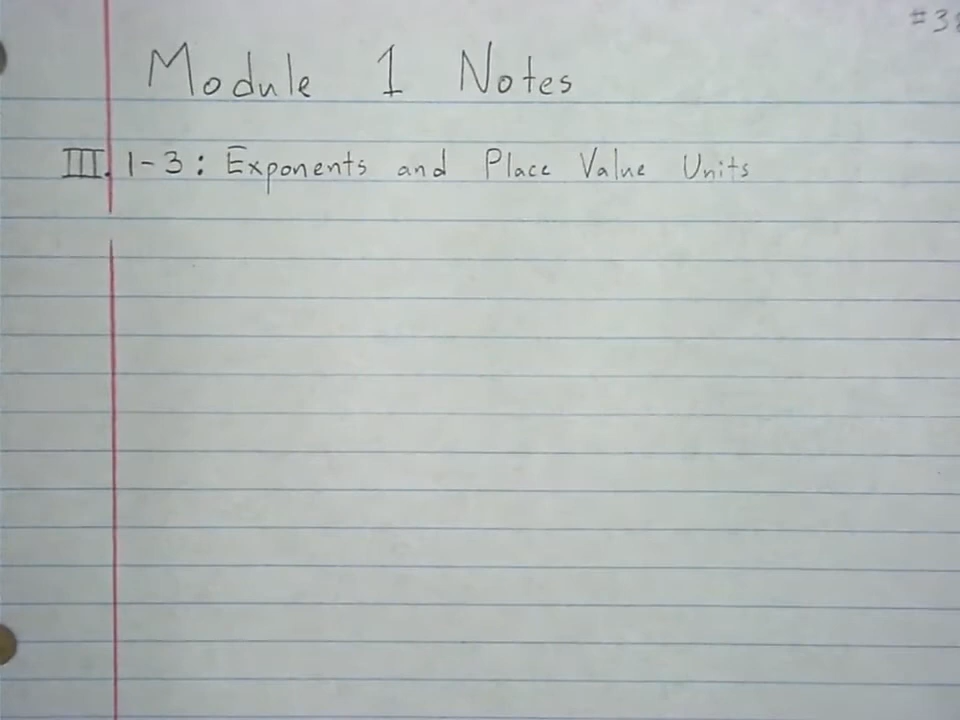 Module 1 Notes
III. 1-3: Exponents and Place Value Units